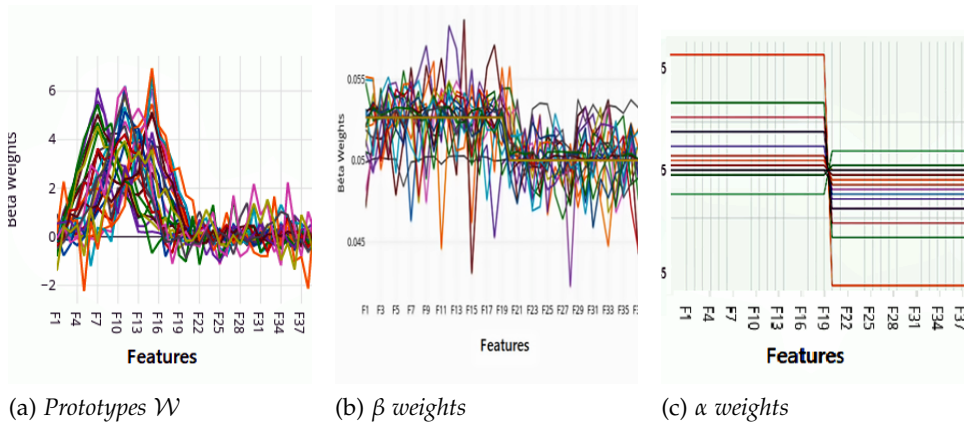 6
4
2
0
−2
Beta Weights
F1 F4 F7 F10 F13 F16 F19 F22 F25 F28 F31 F34 F37
Features
(a) Prototypes W
0.055
0.05
0.045
Beta Weights
F1 F3 F5 F7 F9 F11 F13 F15 F17 F19 F21 F23 F25 F27 F29 F31 F33 F35
Features
(b) β weights
5
5
5
F1 F4 F7 F10 F13 F16 F19 F22 F25 F28 F31 F34 F37
Features
(c) α weights